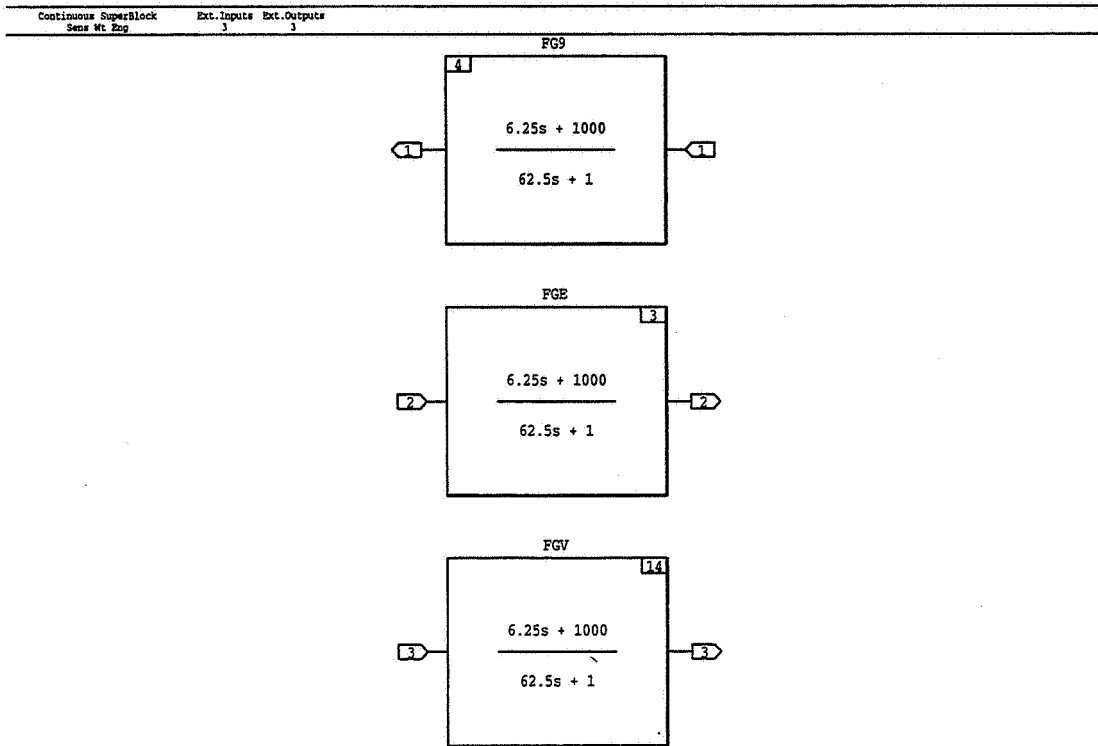 Continuous SuperBlock Ext.Inputs Ext.Outputs
Sens Wt Eng 3 3
FG9
4
6.25s + 1000
1 1
62.5s + 1
FGE
3
6.25s + 1000
2 2
62.5s + 1
FGV
14
6.25s + 1000
3 3
62.5s + 1